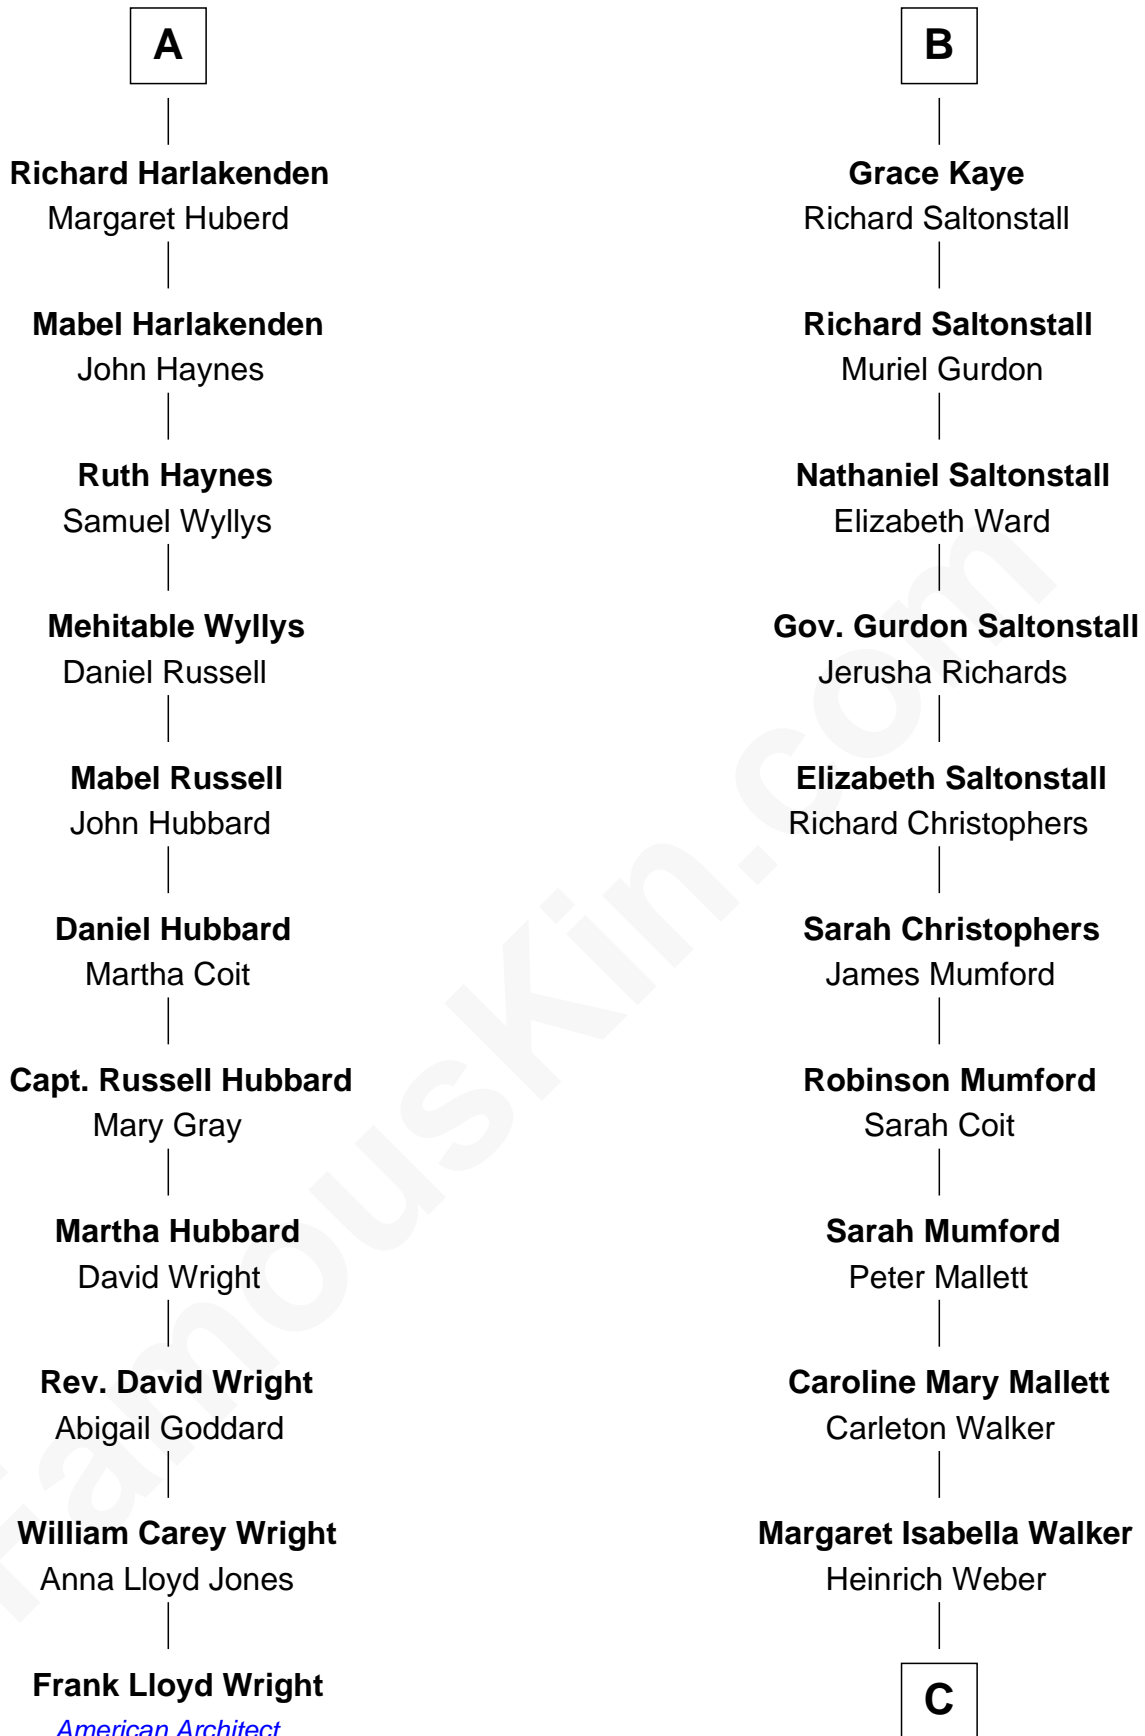 A
Richard Harlakenden
Margaret Huberd
Mabel Harlakenden
John Haynes
Ruth Haynes
Samuel Wyllys
Mehitable Wyllys
Daniel Russell
Mabel Russell
John Hubbard
Daniel Hubbard
Martha Coit
Capt. Russell Hubbard
Mary Gray
Martha Hubbard
David Wright
Rev. David Wright
Abigail Goddard
William Carey Wright
Anna Lloyd Jones
Frank Lloyd Wright
American Architect
B
Grace Kaye
Richard Saltonstall
Richard Saltonstall
Muriel Gurdon
Nathaniel Saltonstall
Elizabeth Ward
Gov. Gurdon Saltonstall
Jerusha Richards
Elizabeth Saltonstall
Richard Christophers
Sarah Christophers
James Mumford
Robinson Mumford
Sarah Coit
Sarah Mumford
Peter Mallett
Caroline Mary Mallett
Carleton Walker
Margaret Isabella Walker
Heinrich Weber
C
FamousKin.com